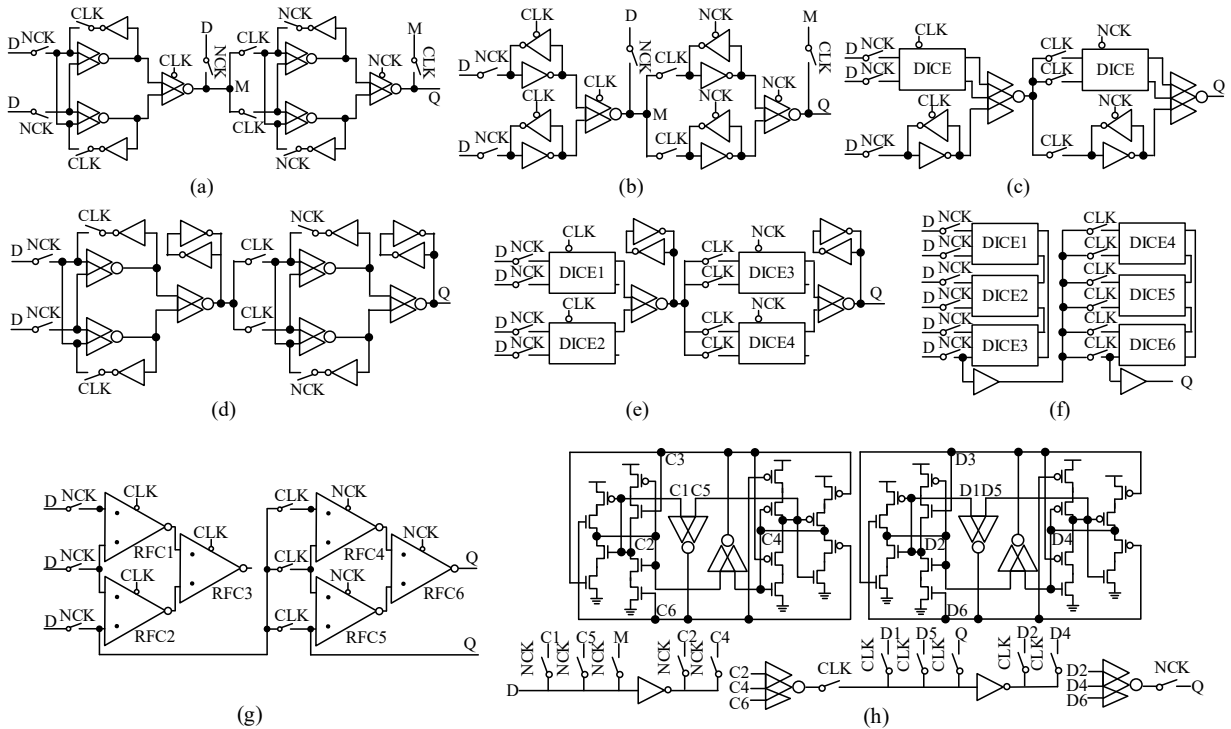 CLK NCK D M
D NCK NCK CLK CLK
CLK NCK
M Q
D NCK CLK
CLK NCK
(a)
CLK D NCK M
D NCK NCK CLK CLK
CLK NCK
M Q
CLK NCK
D NCK CLK
(b)
CLK NCK
D NCK DICE CLK DICE
D NCK CLK
Q
CLK NCK
D NCK CLK
(c)
CLK NCK
D NCK CLK
Q
D NCK CLK
CLK NCK
(d)
CLK NCK
D NCK DICE1 CLK DICE3
D NCK CLK
Q
CLK NCK
D NCK DICE2 CLK DICE4
D NCK CLK
(e)
D NCK DICE1 CLK DICE4
D NCK CLK
D NCK DICE2 CLK DICE5
D NCK CLK
D NCK DICE3 CLK DICE6
D NCK CLK
Q
(f)
D NCK CLK CLK NCK
RFC1 CLK RFC4 NCK
D NCK CLK Q
CLK RFC3 NCK RFC6
D NCK CLK
RFC2 RFC5
Q
(g)
C3 D3
C1 C5 D1 D5
C2 C4 D2 D4
C6 D6
C1 C5 M C2 C4 D1 D5 Q D2 D4
NCK NCK NCK NCK NCK CLK CLK CLK CLK CLK
D C2 CLK D2 NCK
C4 D4 Q
C6 D6
(h)